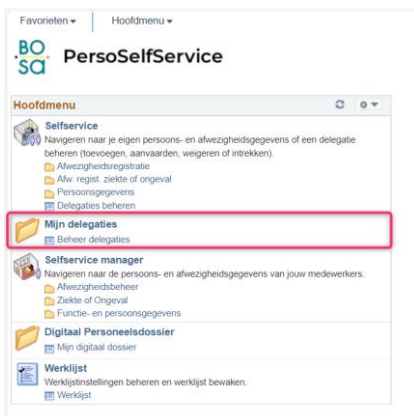 Favorieten
Hoofdmenu
BO
SA
PersoSelfService
Hoofdmenu
Selfservice
Navigeren naar je eigen persoons- en afwezigheidsgegevens of een delegatie
beheren (toevoegen, aanvaarden, weigeren of intrekken).
Afwezigheidsregistratie
Afw. regist. ziekte of ongeval
Persoonsgegevens
Delegaties beheren
Mijn delegaties
Beheer delegaties
Selfservice manager
Navigeren naar de persoons- en afwezigheidsgegevens van jouw medewerkers.
Afwezigheidsbeheer
Ziekte of Ongeval
Functie- en persoonsgegevens
Digitaal Personeelsdossier
Mijn digitaal dossier
Werklijst
Werklijstinstellingen beheren en werklijst bewaken.
Werklijst